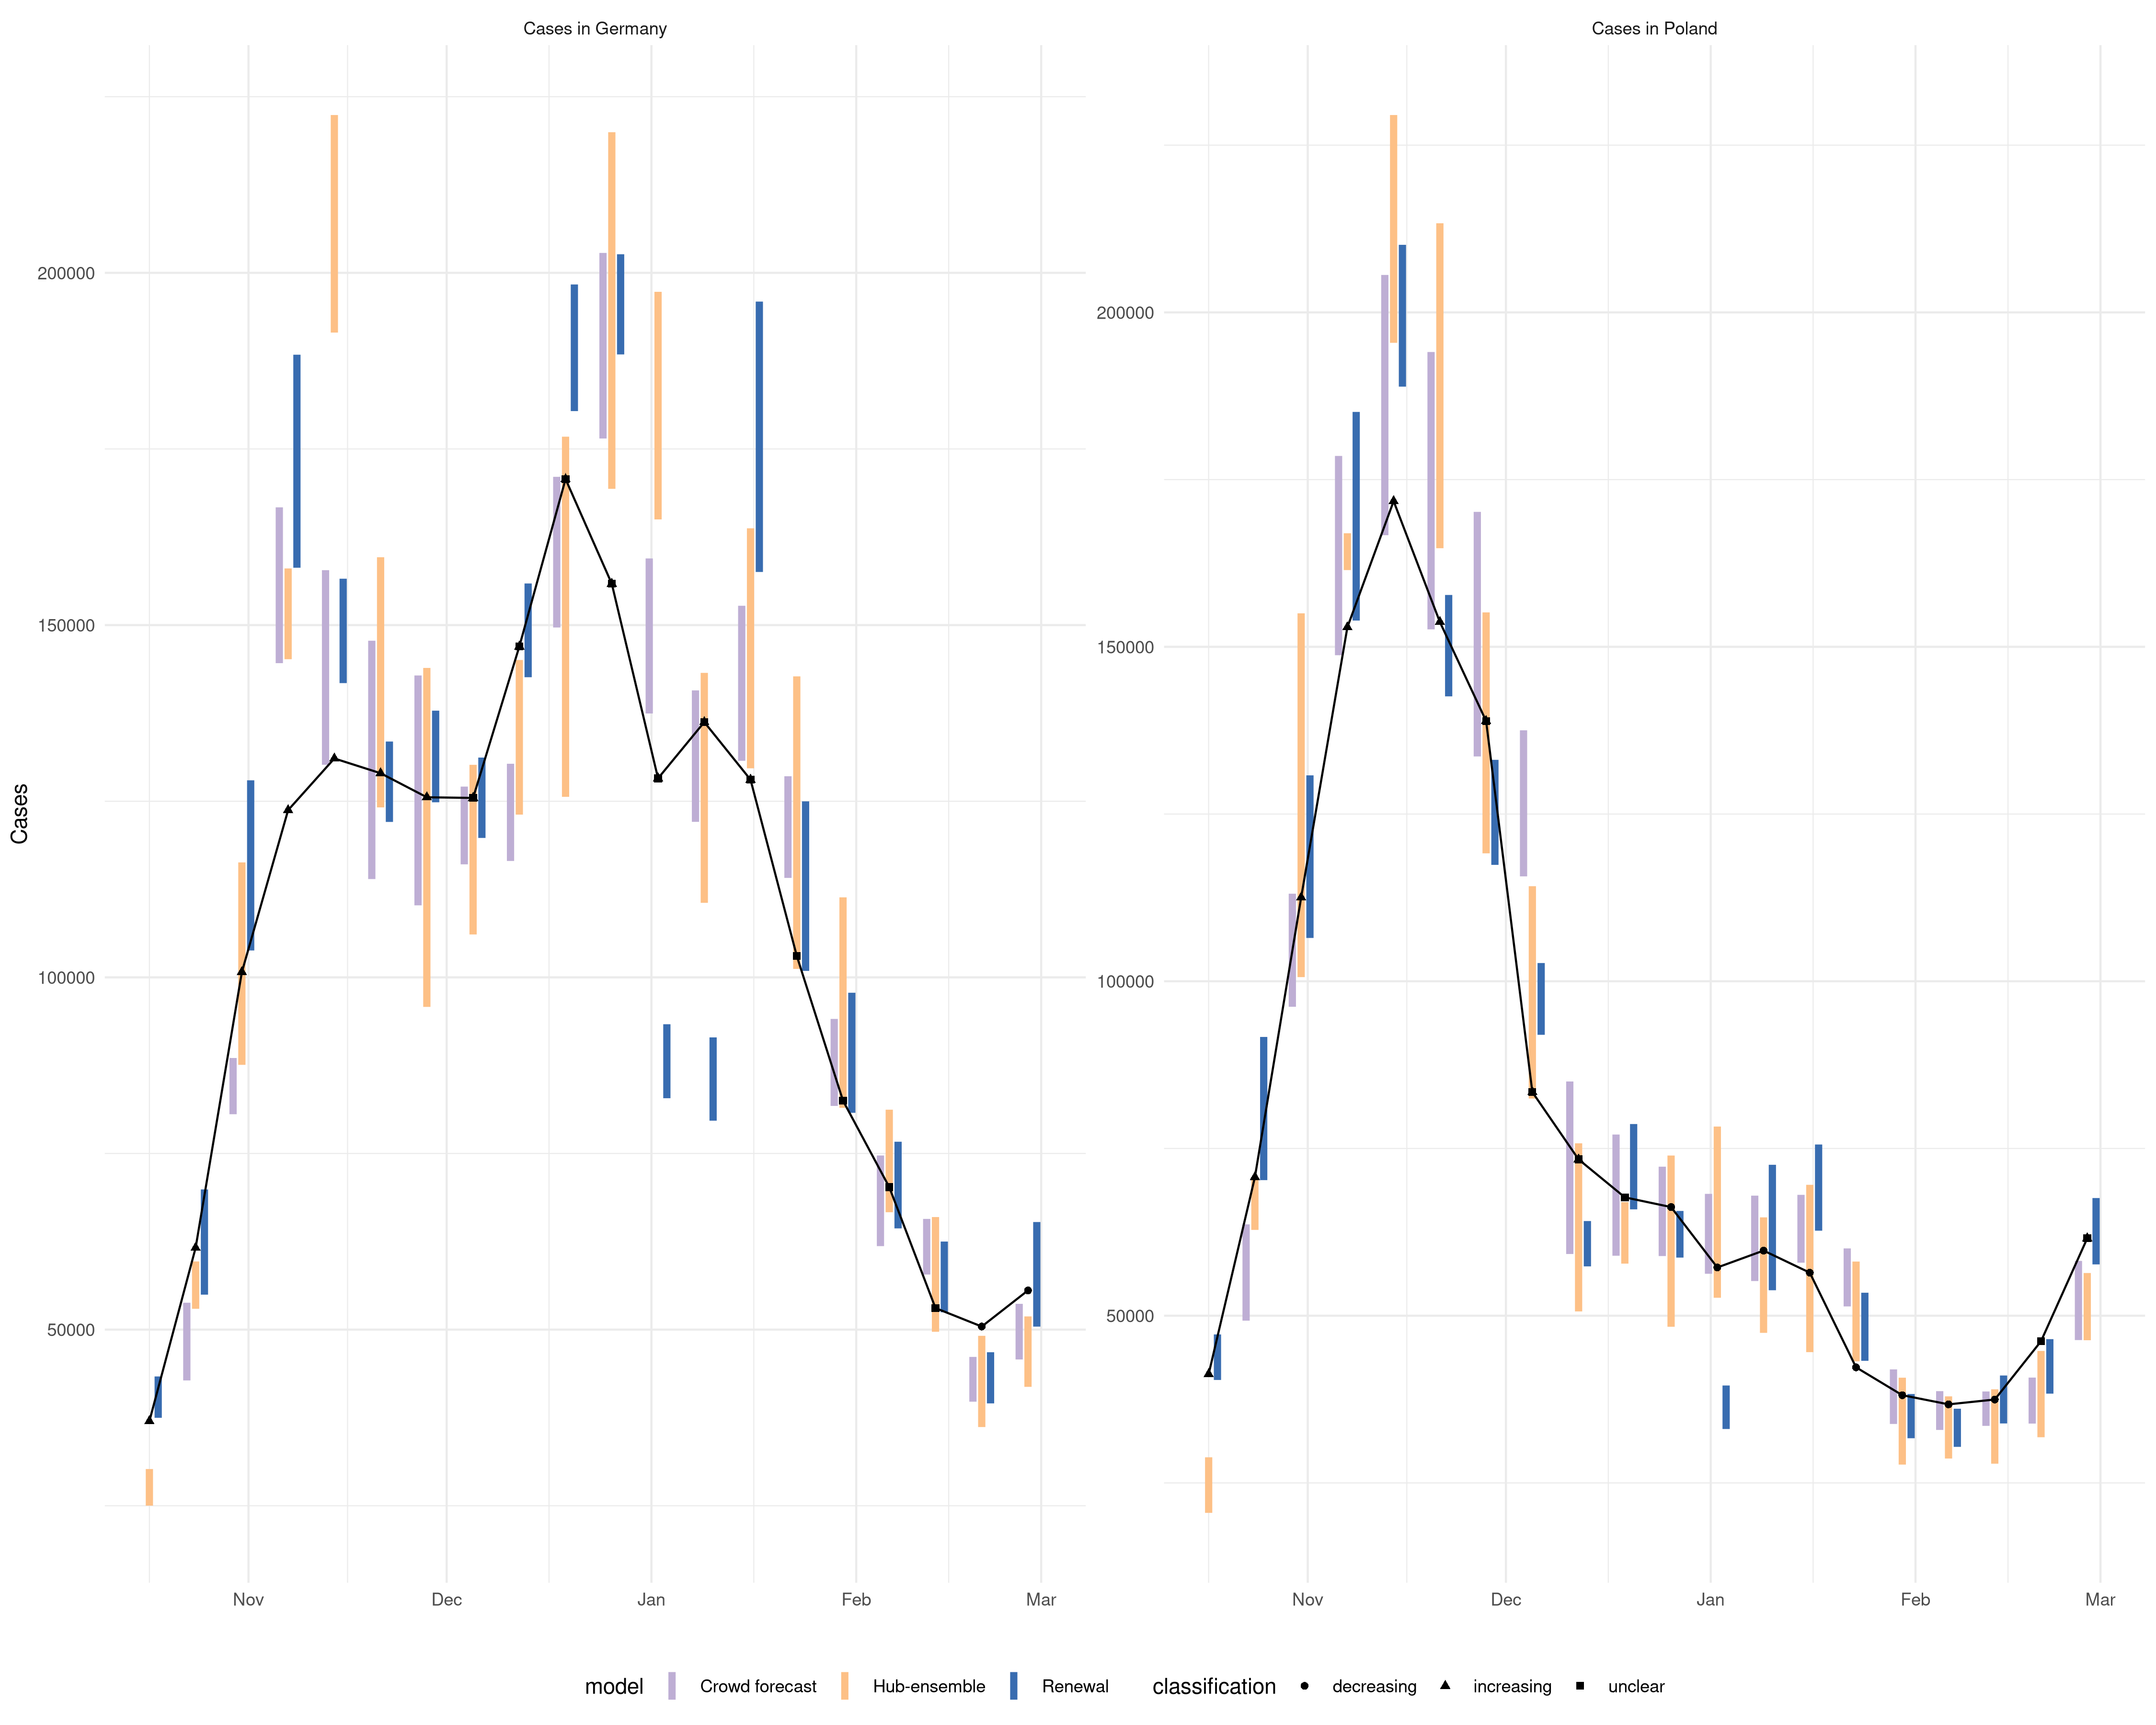 Cases in Germany
Cases in Poland
Cases
200000
150000
100000
50000
200000
150000
100000
50000
Nov Dec Jan Feb Mar
Nov Dec Jan Feb Mar
model Crowd forecast Hub-ensemble Renewal classification decreasing increasing unclear